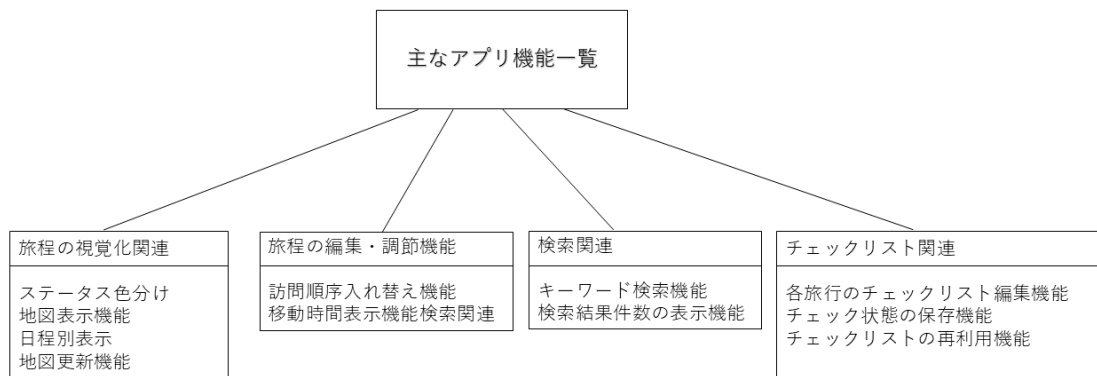 主なアプリ機能一覧
旅程の視覚化関連
ステータス色分け
地図表示機能
日程別表示
地図更新機能
旅程の編集・調節機能
訪問順序入れ替え機能
移動時間表示機能検索関連
検索関連
キーワード検索機能
検索結果件数の表示機能
チェックリスト関連
各旅行のチェックリスト編集機能
チェック状態の保存機能
チェックリストの再利用機能